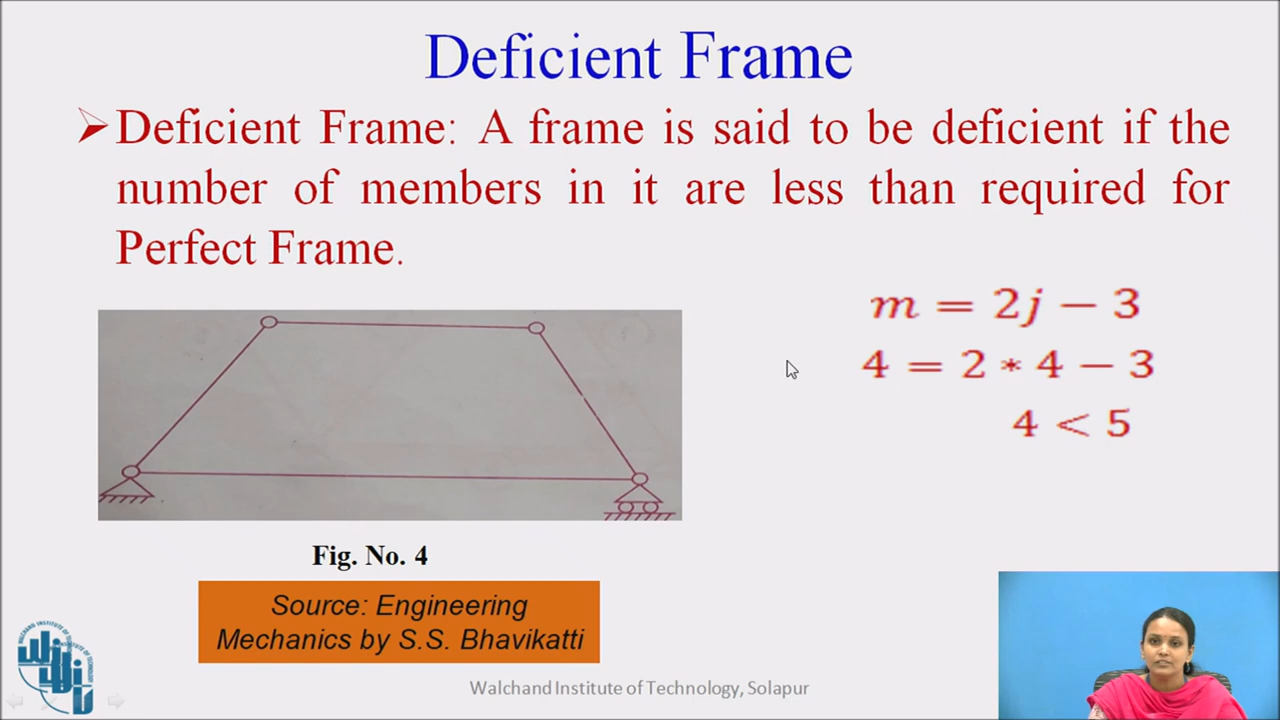 Deficient Frame
Deficient Frame: A frame is said to be deficient if the
number of members in it are less than required for
Perfect Frame.
m = 2j − 3
4 = 2 * 4 − 3
4 < 5
Fig. No. 4
Source: Engineering
Mechanics by S.S. Bhavikatti
Walchand Institute of Technology, Solapur